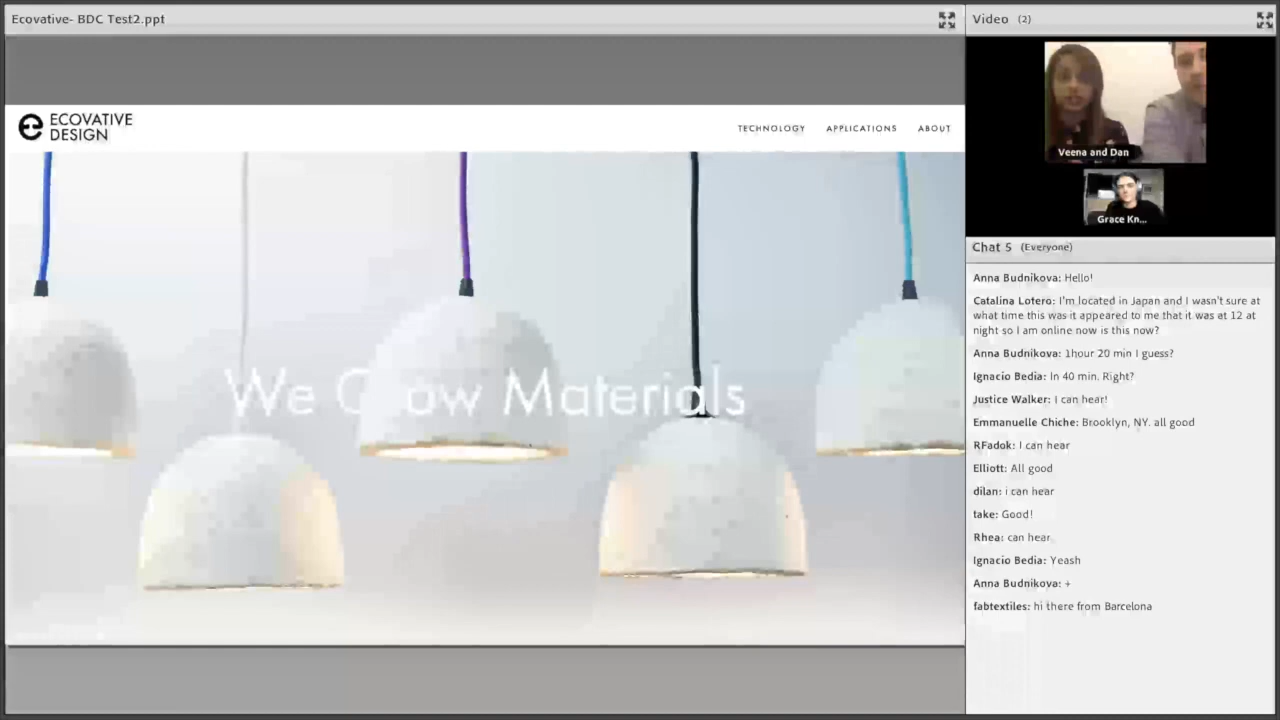 Ecovative- BDC Test2.ppt
ECOVATIVE
DESIGN
TECHNOLOGY APPLICATIONS ABOUT
We Grow Materials
Video (2)
Veena and Dan
Grace Kn...
Chat 5 (Everyone)
Anna Budnikova: Hello!
Catalina Lotero: I'm located in Japan and I wasn't sure at
what time this was it appeared to me that it was at 12 at
night so I am online now is this now?
Anna Budnikova: 1hour 20 min I guess?
Ignacio Bedia: In 40 min. Right?
Justice Walker: I can hear!
Emmanuelle Chiche: Brooklyn, NY. all good
RFadok: I can hear
Elliott: All good
dilan: i can hear
take: Good!
Rhea: can hear
Ignacio Bedia: Yeash
Anna Budnikova: +
fabtextiles: hi there from Barcelona